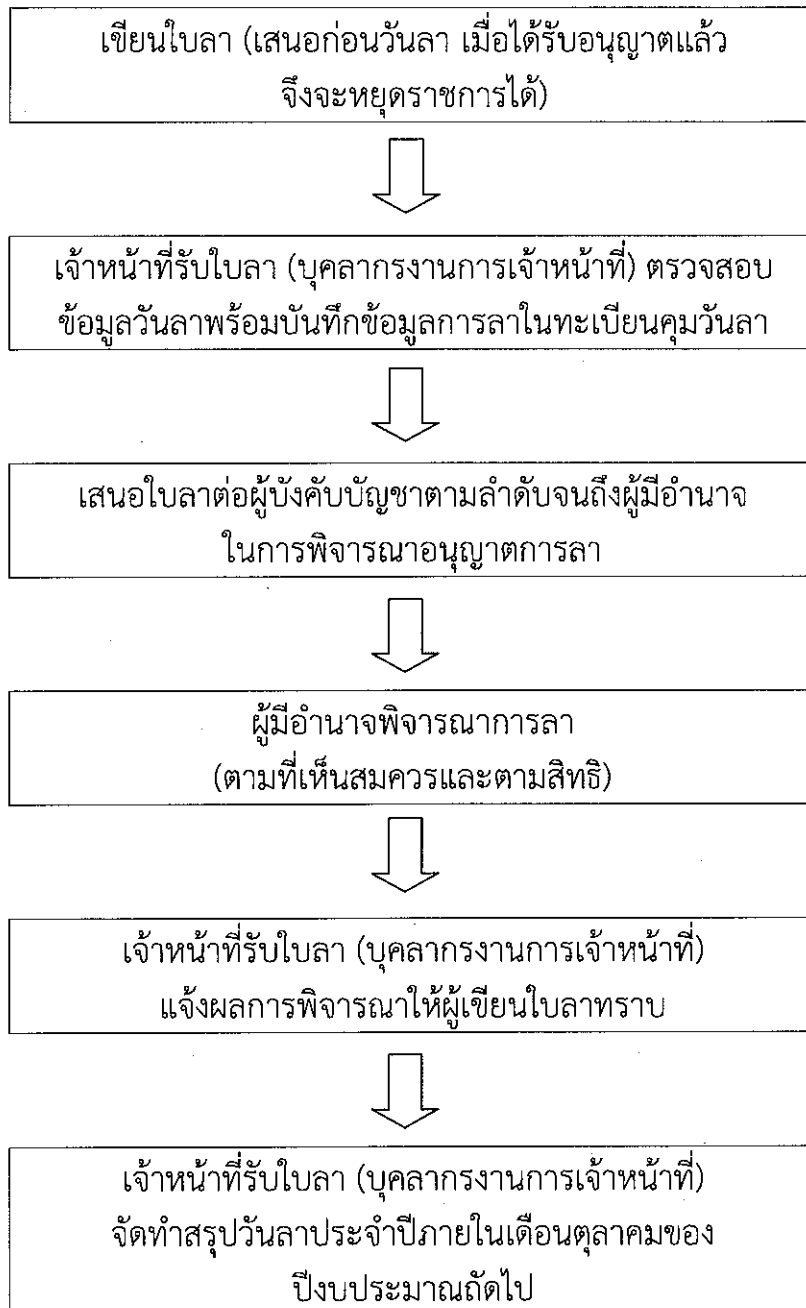 เขียนใบลา (เสนอก่อนวันลา เมื่อได้รับอนุญาตแล้ว
จึงจะหยุดราชการได้)
เจ้าหน้าที่รับใบลา (บุคลากรงานการเจ้าหน้าที่) ตรวจสอบ
ข้อมูลวันลาพร้อมบันทึกข้อมูลการลาในทะเบียนคุมวันลา
เสนอใบลาต่อผู้บังคับบัญชาตามลำดับจนถึงผู้มีอำนาจ
ในการพิจารณาอนุญาตการลา
ผู้มีอำนาจพิจารณาการลา
(ตามที่เห็นสมควรและตามสิทธิ)
เจ้าหน้าที่รับใบลา (บุคลากรงานการเจ้าหน้าที่)
แจ้งผลการพิจารณาให้ผู้เขียนใบลาทราบ
เจ้าหน้าที่รับใบลา (บุคลากรงานการเจ้าหน้าที่)
จัดทำสรุปวันลาประจำปีภายในเดือนตุลาคมของ
ปีงบประมาณถัดไป